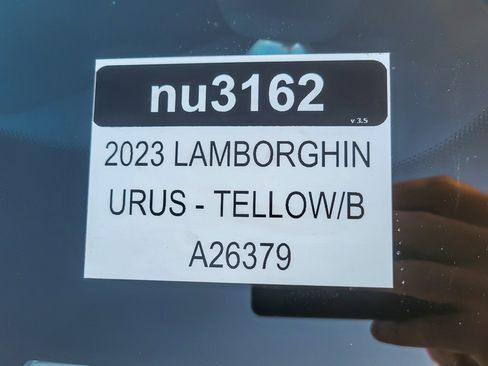 nu3162
v 3.5
2023 LAMBORGHIN
URUS - TELLOW/B
A26379